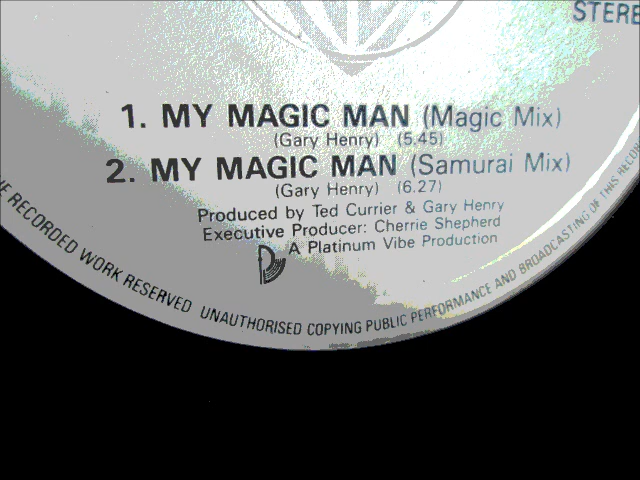 STERE
1. MY MAGIC MAN (Magic Mix)
(Gary Henry) (5.45)
2. MY MAGIC MAN (Samurai Mix)
(Gary Henry) (6.27)
Produced by Ted Currier & Gary Henry
Executive Producer: Cherrie Shepherd
A Platinum Vibe Production
HE RECORDED WORK RESERVED UNAUTHORISED COPYING PUBLIC PERFORMANCE AND BROADCASTING OF THIS RECOR